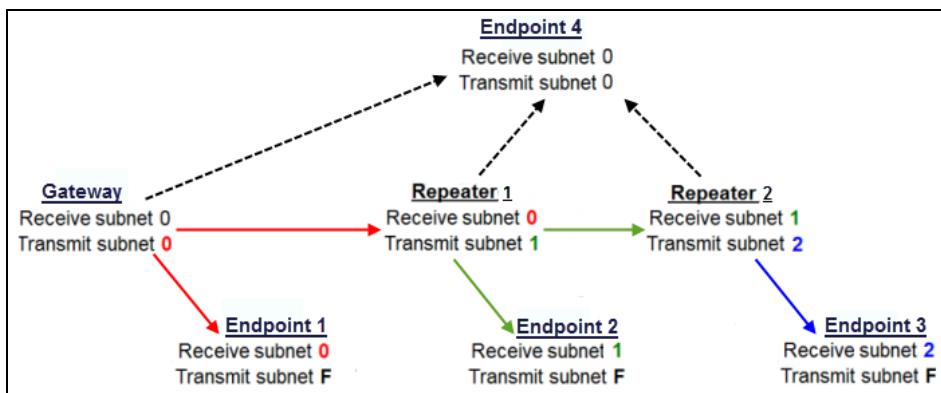 Endpoint 4
Receive subnet 0
Transmit subnet 0
Gateway
Receive subnet 0
Transmit subnet 0
Repeater 1
Receive subnet 0
Transmit subnet 1
Repeater 2
Receive subnet 1
Transmit subnet 2
Endpoint 1
Receive subnet 0
Transmit subnet F
Endpoint 2
Receive subnet 1
Transmit subnet F
Endpoint 3
Receive subnet 2
Transmit subnet F